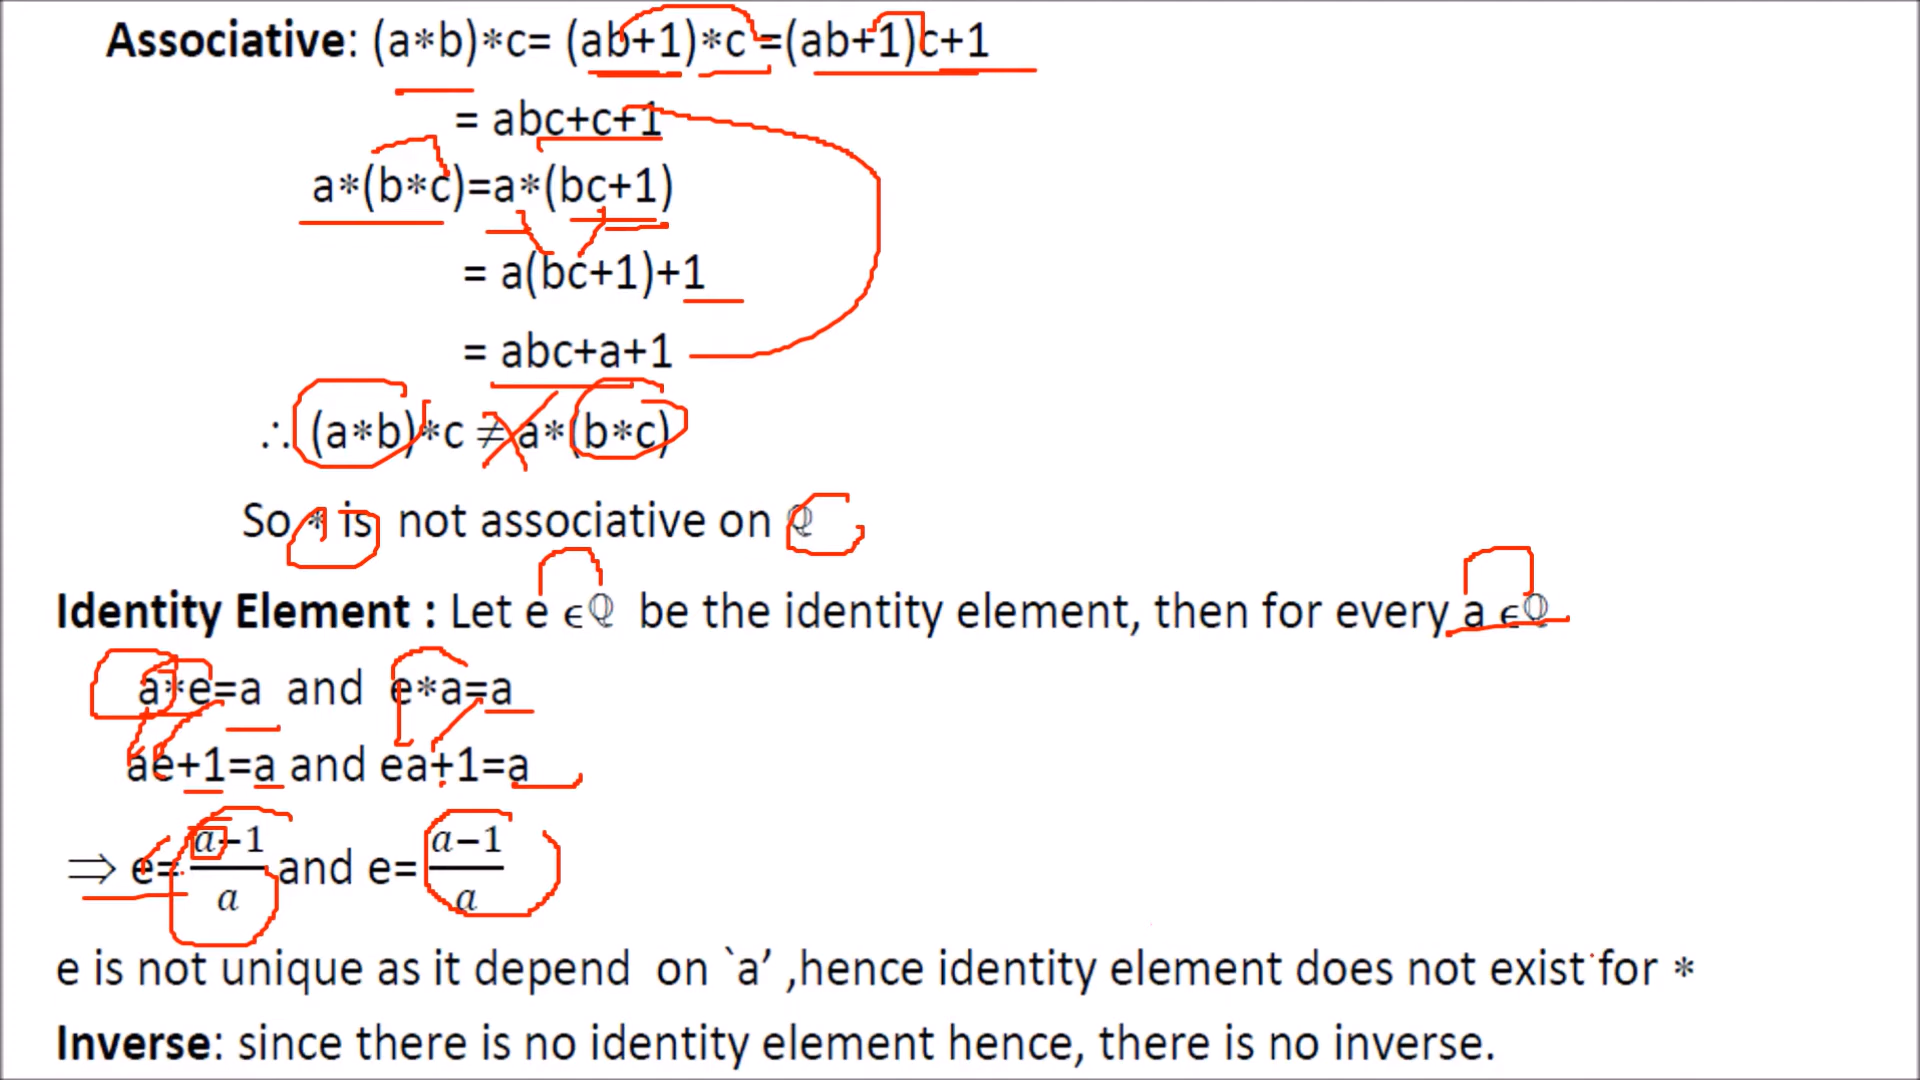 Associative: (a*b)*c= (ab+1)*c =(ab+1)c+1
= abc+c+1
a*(b*c)=a*(bc+1)
= a(bc+1)+1
= abc+a+1
∴ (a*b)*c ≠ a*(b*c)
So * is not associative on ℚ
Identity Element : Let e ϵℚ be the identity element, then for every a ϵℚ
a*e=a and e*a=a
ae+1=a and ea+1=a
⇒ e= (a−1)/a and e= (a−1)/a
e is not unique as it depend on `a’ ,hence identity element does not exist for *
Inverse: since there is no identity element hence, there is no inverse.